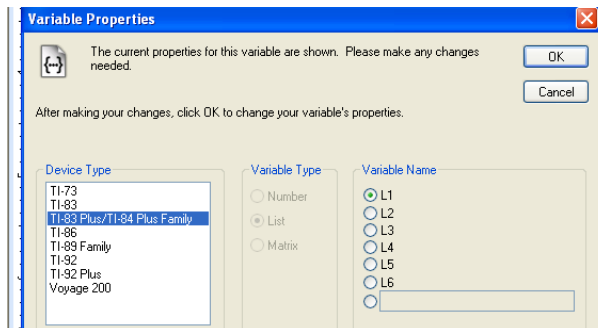 Variable Properties
The current properties for this variable are shown. Please make any changes
needed.
OK
Cancel
After making your changes, click OK to change your variable's properties.
Device Type
TI-73
TI-83
TI-83 Plus/TI-84 Plus Family
TI-86
TI-89 Family
TI-92
TI-92 Plus
Voyage 200
Variable Type
Number
List
Matrix
Variable Name
L1
L2
L3
L4
L5
L6